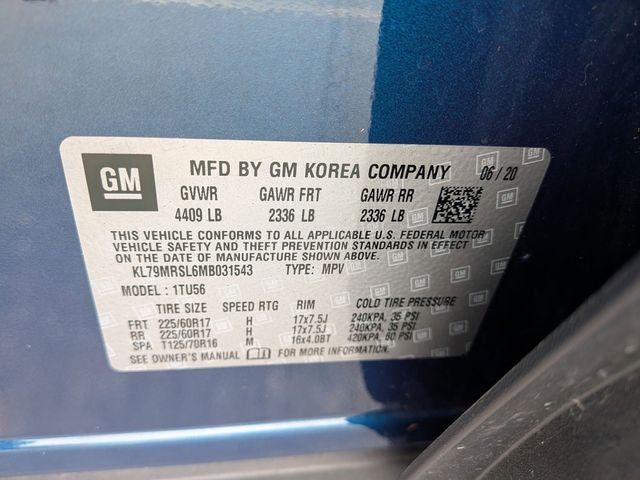 GM
MFD BY GM KOREA COMPANY 06/20
GVWR GAWR FRT GAWR RR
4409 LB 2336 LB 2336 LB
THIS VEHICLE CONFORMS TO ALL APPLICABLE U.S. FEDERAL MOTOR
VEHICLE SAFETY AND THEFT PREVENTION STANDARDS IN
EFFECT ON THE DATE OF MANUFACTURE SHOWN ABOVE.
KL79MRSL6MB031543 TYPE: MPV
MODEL: 1TU56
TIRE SIZE SPEED RTG RIM COLD TIRE PRESSURE
FRT 225/60R17 H 17x7.5J 240KPA, 35 PSI
RR 225/60R17 H 17x7.5J 240KPA, 35 PSI
SPA T125/70R16 M 16x4.0BT 420KPA, 60 PSI
SEE OWNER'S MANUAL FOR MORE INFORMATION.